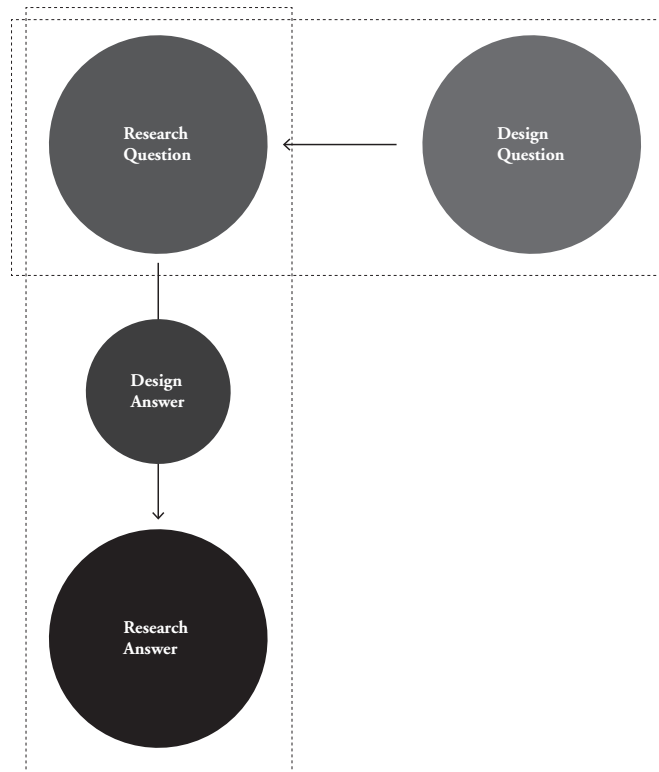 Research
Question
Design
Question
Design
Answer
Research
Answer